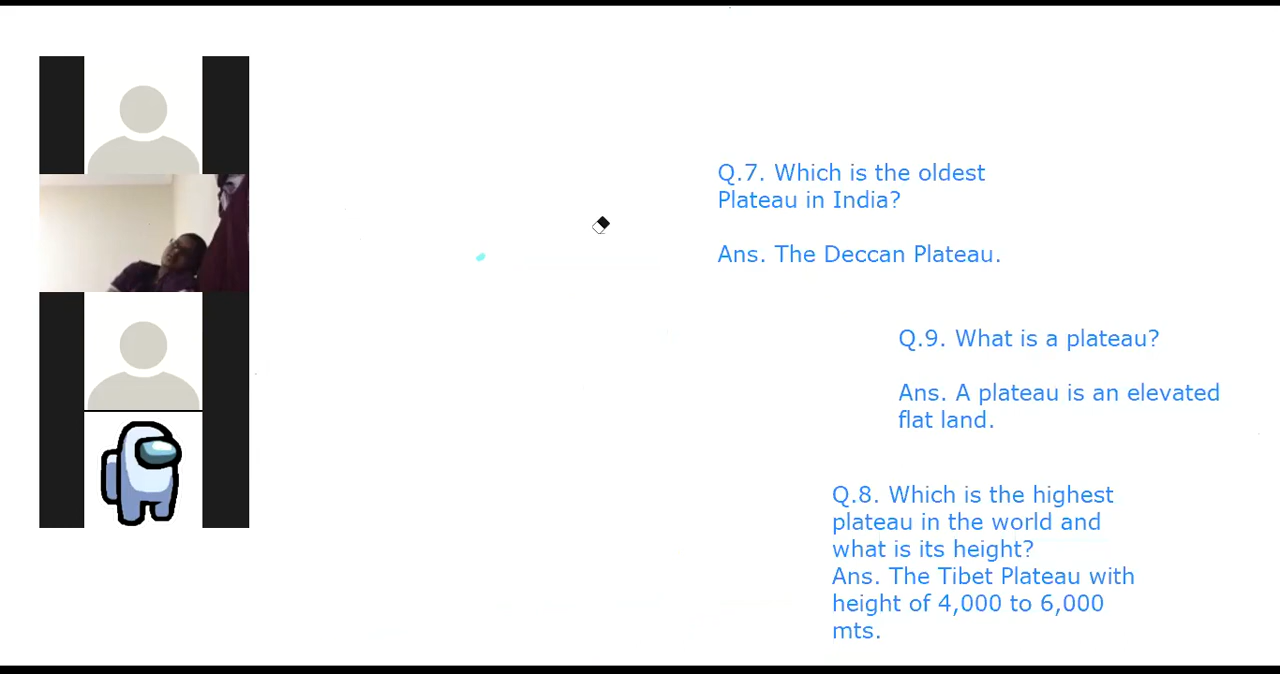 Q.7. Which is the oldest
Plateau in India?
Ans. The Deccan Plateau.
Q.9. What is a plateau?
Ans. A plateau is an elevated
flat land.
Q.8. Which is the highest
plateau in the world and
what is its height?
Ans. The Tibet Plateau with
height of 4,000 to 6,000
mts.